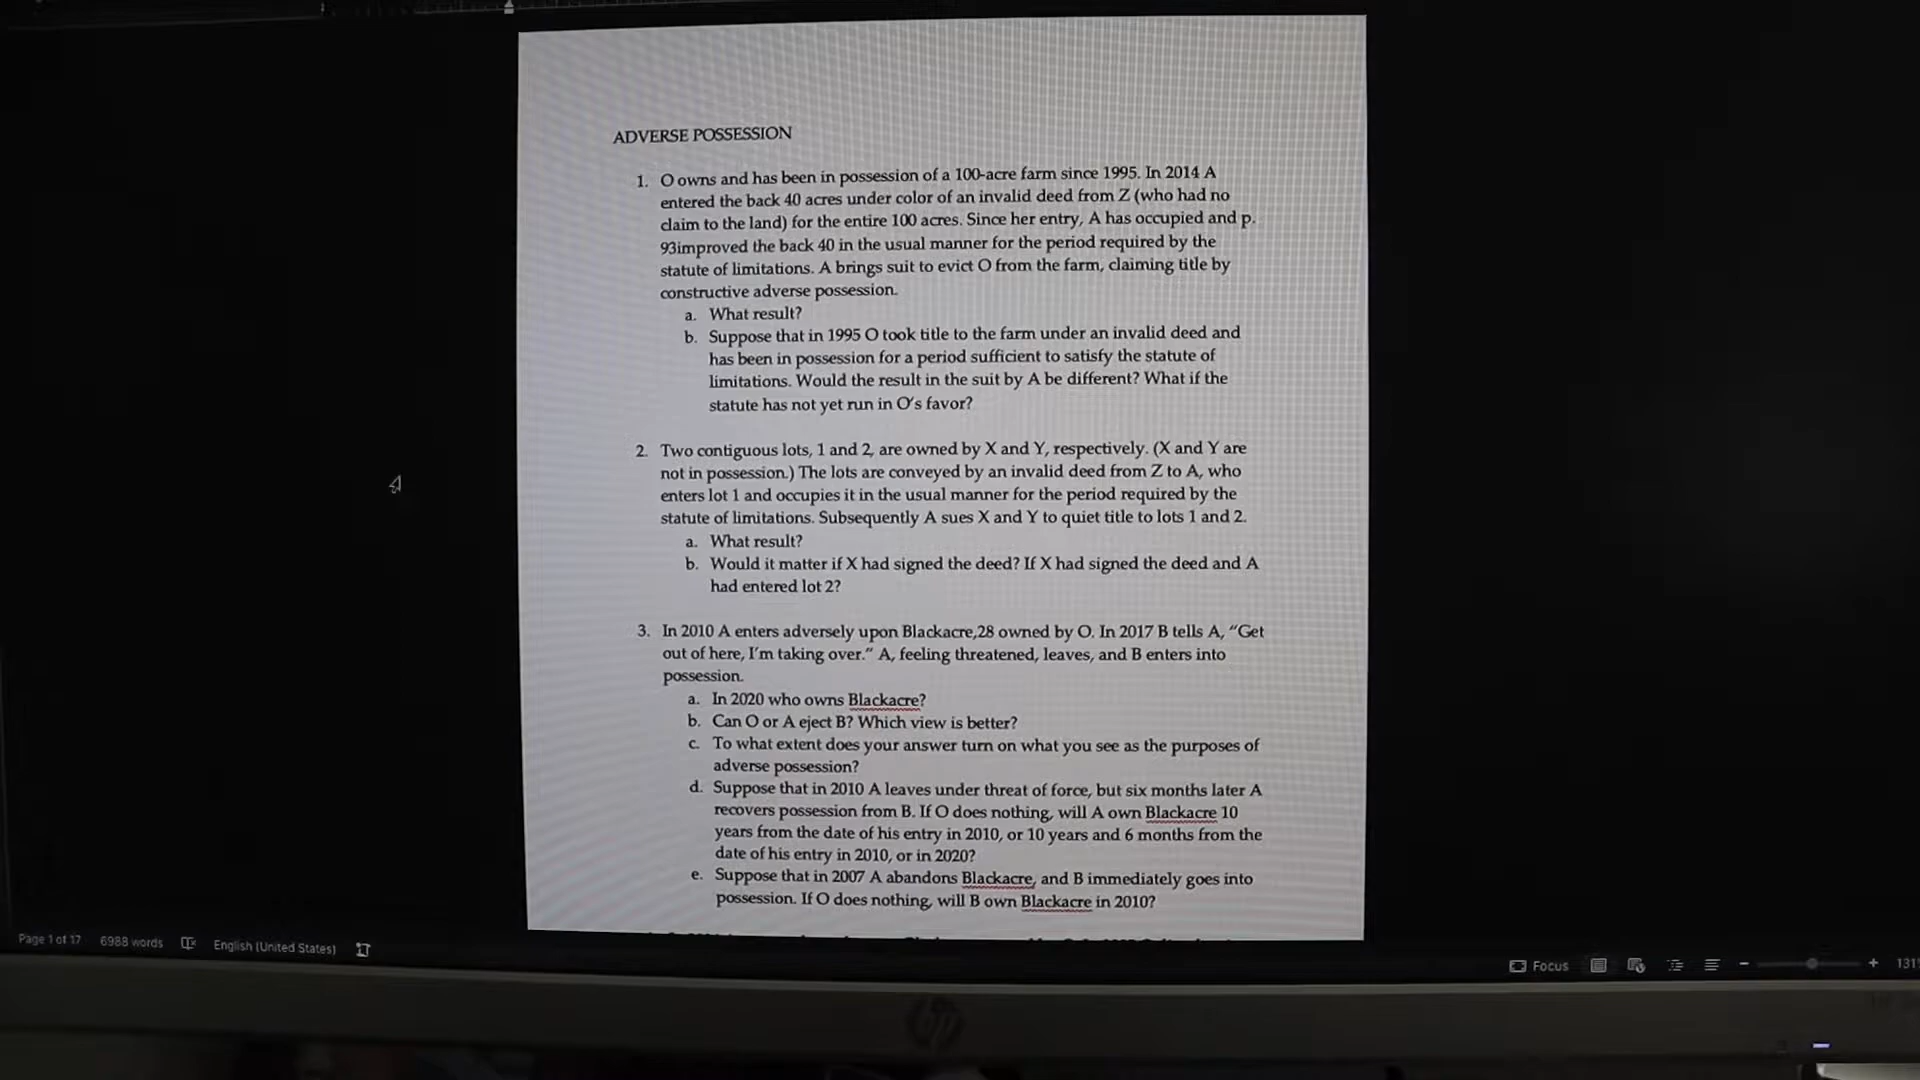 ADVERSE POSSESSION
1. O owns and has been in possession of a 100-acre farm since 1995. In 2014 A
entered the back 40 acres under color of an invalid deed from Z (who had no
claim to the land) for the entire 100 acres. Since her entry, A has occupied and p.
93improved the back 40 in the usual manner for the period required by the
statute of limitations. A brings suit to evict O from the farm, claiming title by
constructive adverse possession.
a. What result?
b. Suppose that in 1995 O took title to the farm under an invalid deed and
has been in possession for a period sufficient to satisfy the statute of
limitations. Would the result in the suit by A be different? What if the
statute has not yet run in O's favor?
2. Two contiguous lots, 1 and 2, are owned by X and Y, respectively. (X and Y are
not in possession.) The lots are conveyed by an invalid deed from Z to A, who
enters lot 1 and occupies it in the usual manner for the period required by the
statute of limitations. Subsequently A sues X and Y to quiet title to lots 1 and 2.
a. What result?
b. Would it matter if X had signed the deed? If X had signed the deed and A
had entered lot 2?
3. In 2010 A enters adversely upon Blackacre,28 owned by O. In 2017 B tells A, “Get
out of here, I'm taking over.” A, feeling threatened, leaves, and B enters into
possession.
a. In 2020 who owns Blackacre?
b. Can O or A eject B? Which view is better?
c. To what extent does your answer turn on what you see as the purposes of
adverse possession?
d. Suppose that in 2010 A leaves under threat of force, but six months later A
recovers possession from B. If O does nothing, will A own Blackacre 10
years from the date of his entry in 2010, or 10 years and 6 months from the
date of his entry in 2010, or in 2020?
e. Suppose that in 2007 A abandons Blackacre, and B immediately goes into
possession. If O does nothing, will B own Blackacre in 2010?
Page 1 of 17 6988 words English (United States)
Focus 131
hp